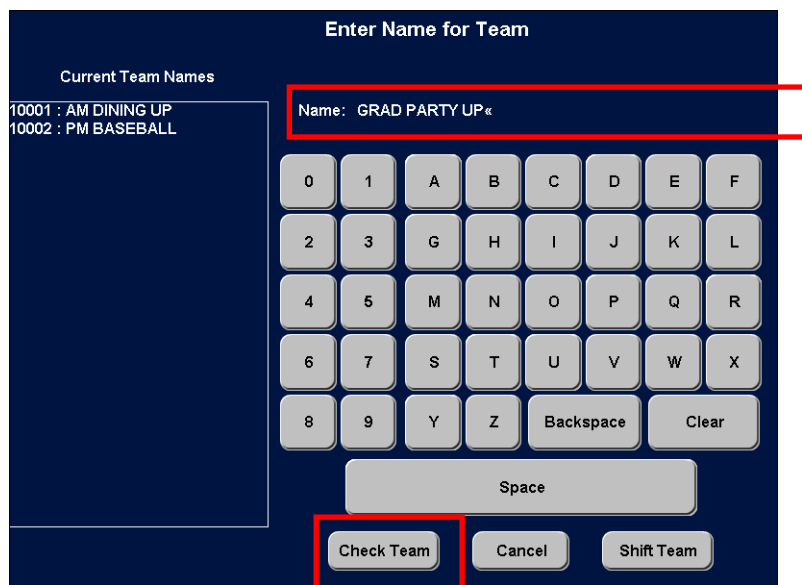 Enter Name for Team
Current Team Names
10001 : AM DINING UP
10002 : PM BASEBALL
Name: GRAD PARTY UP«
0 1 A B C D E F
2 3 G H I J K L
4 5 M N O P Q R
6 7 S T U V W X
8 9 Y Z Backspace Clear
Space
Check Team Cancel Shift Team